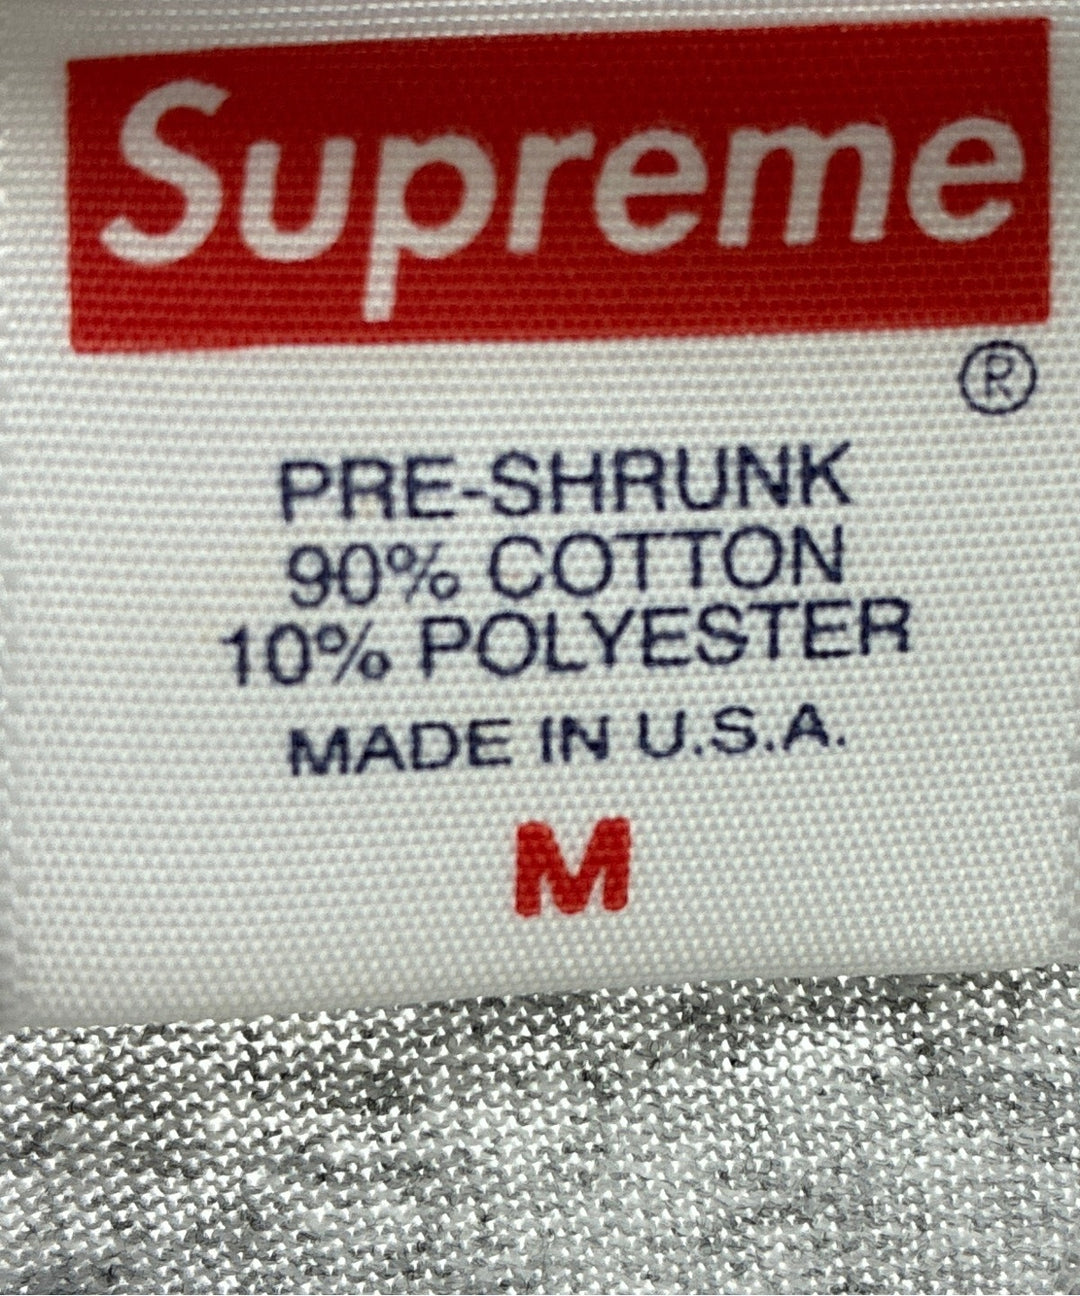 Supreme
®
PRE-SHRUNK
90% COTTON
10% POLYESTER
MADE IN U.S.A.
M